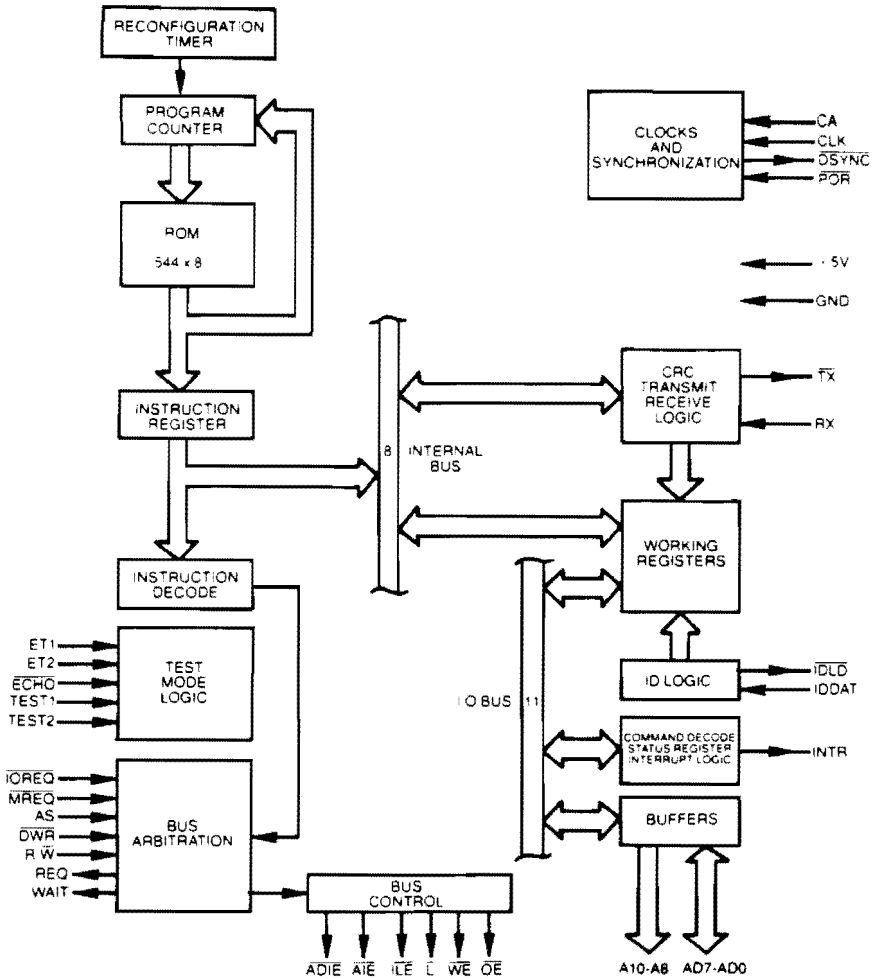 RECONFIGURATION
TIMER
PROGRAM
COUNTER
ROM
544 x 8
INSTRUCTION
REGISTER
INSTRUCTION
DECODE
ET1
ET2
ECHO
TEST1
TEST2
TEST
MODE
LOGIC
IOREQ
MREQ
AS
DWR
R W
REQ
WAIT
BUS
ARBITRATION
BUS
CONTROL
ADIE AIE ILE L WE OE
8 INTERNAL
BUS
I O BUS 11
CLOCKS
AND
SYNCHRONIZATION
CA
CLK
DSYNC
POR
5V
GND
CRC
TRANSMIT
RECEIVE
LOGIC
TX
RX
WORKING
REGISTERS
ID LOGIC
IDLD
IDDAT
COMMAND DECODE
STATUS REGISTER
INTERRUPT LOGIC
INTR
BUFFERS
A10-A8 AD7-AD0